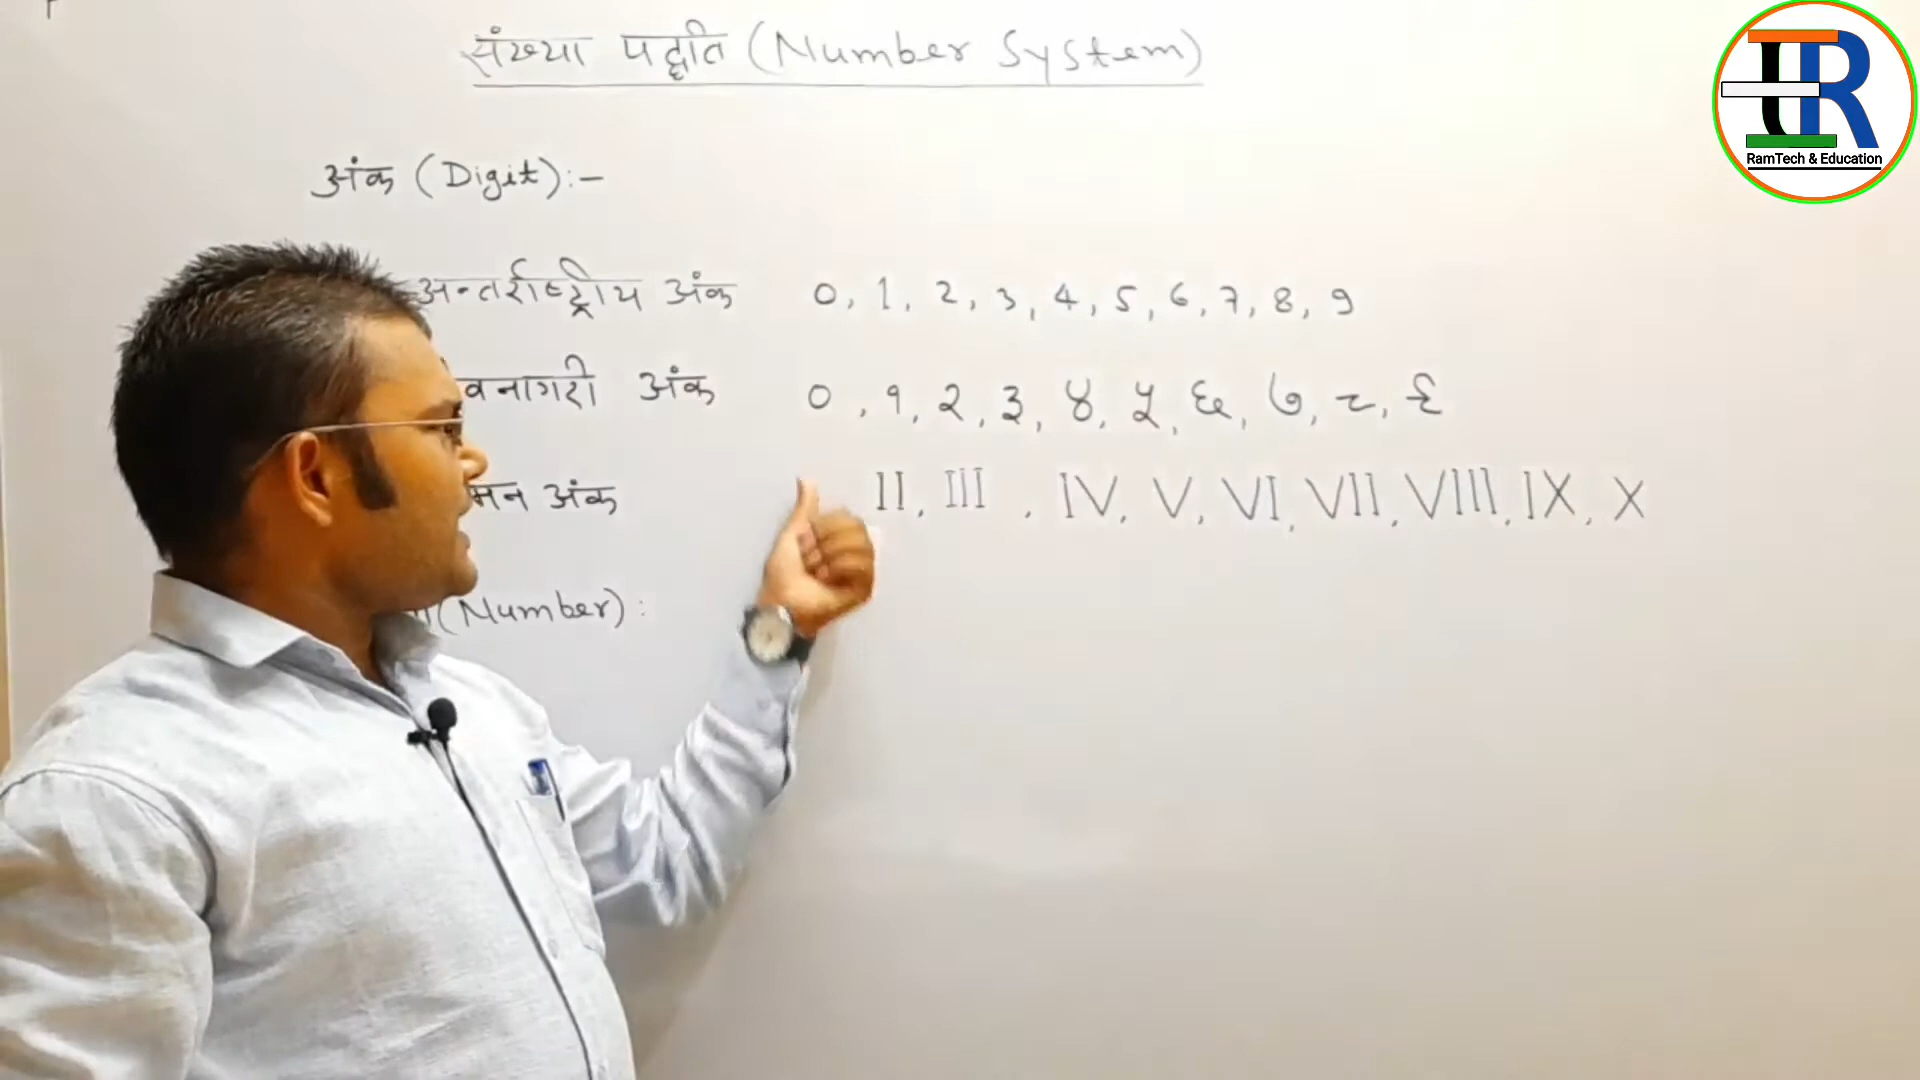 संख्या पद्धति (Number System)
RamTech & Education
अंक (Digit):-
अन्तर्राष्ट्रीय अंक 0, 1, 2, 3, 4, 5, 6, 7, 8, 9
वनागरी अंक ०, १, २, ३, ४, ५, ६, ७, ८, ९
मन अंक II, III, IV, V, VI, VII, VIII, IX, X
(Number):